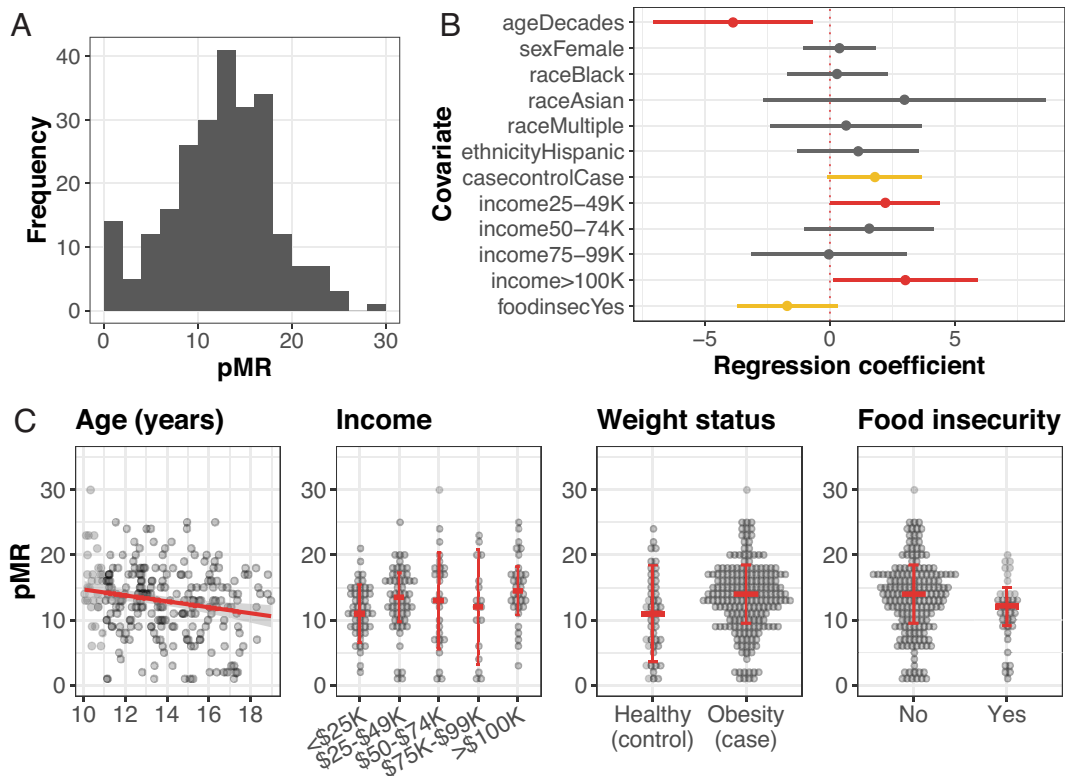 A
Frequency
40
30
20
10
0
0 10 20 30
pMR
B
Covariate
ageDecades
sexFemale
raceBlack
raceAsian
raceMultiple
ethnicityHispanic
casecontrolCase
income25−49K
income50−74K
income75−99K
income>100K
foodinsecYes
−5 0 5
Regression coefficient
C
Age (years)
pMR
30
20
10
0
10 12 14 16 18
Income
30
20
10
0
<$25K
$25-$49K
$50-$74K
$75K-$99K
>$100K
Weight status
30
20
10
0
Healthy
(control)
Obesity
(case)
Food insecurity
30
20
10
0
No Yes